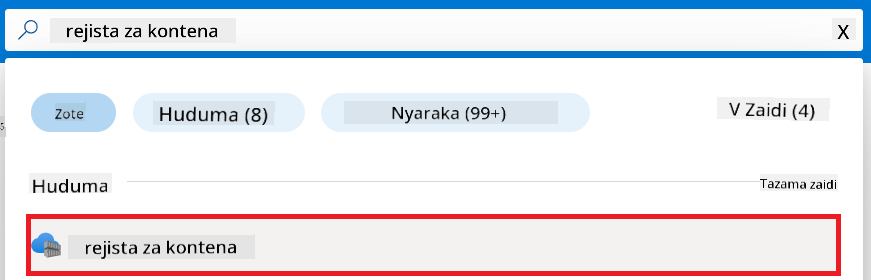 rejista za kontena X
Zote Huduma (8) Nyaraka (99+) V Zaidi (4)
Huduma Tazama zaidi
rejista za kontena